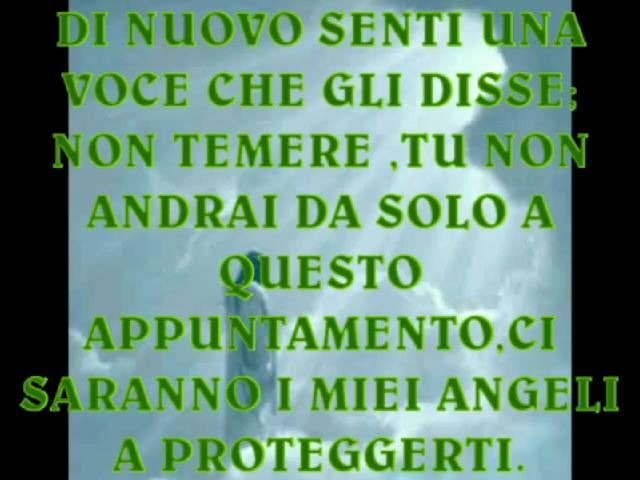 DI NUOVO SENTI UNA
VOCE CHE GLI DISSE;
NON TEMERE ,TU NON
ANDRAI DA SOLO A
QUESTO
APPUNTAMENTO,CI
SARANNO I MIEI ANGELI
A PROTEGGERTI.